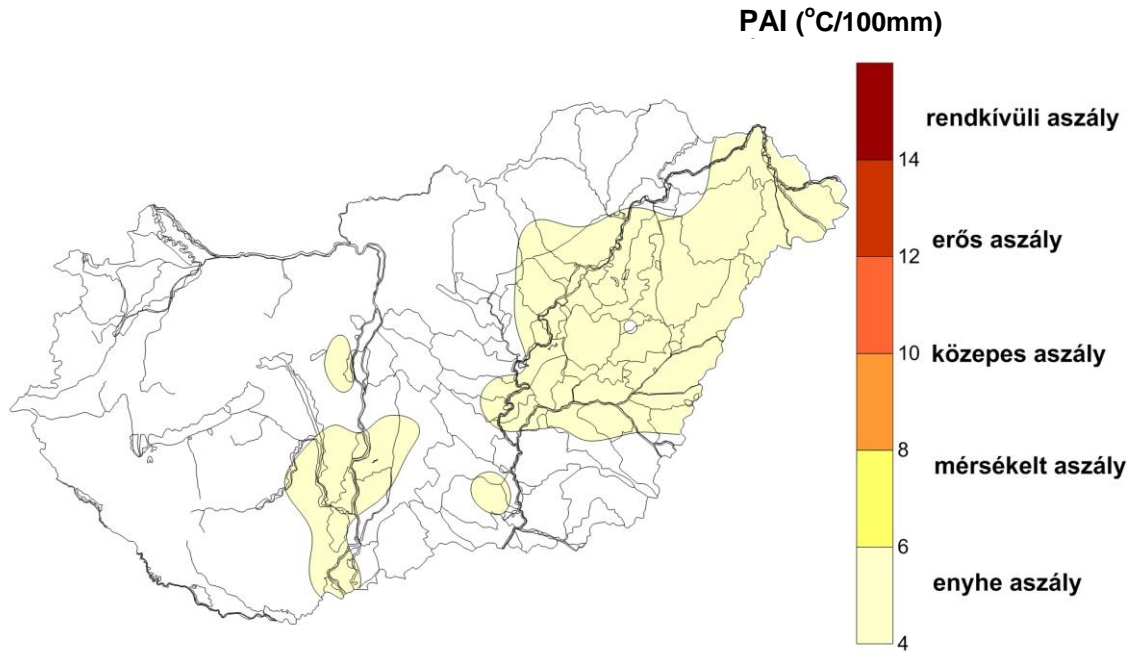 PAI (°C/100mm)
rendkívüli aszály
14
erős aszály
12
10
közepes aszály
8
mérsékelt aszály
6
enyhe aszály
4